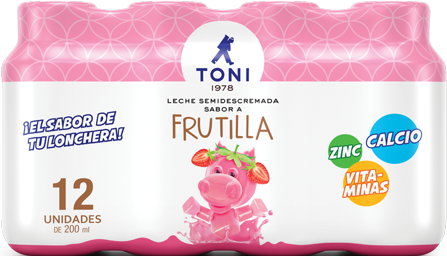 TONI
1978
LECHE SEMIDESCREMADA
SABOR A
FRUTILLA
¡EL SABOR DE
TU LONCHERA!
12
UNIDADES
DE 200 ml
ZINC
CALCIO
VITA-
MINAS